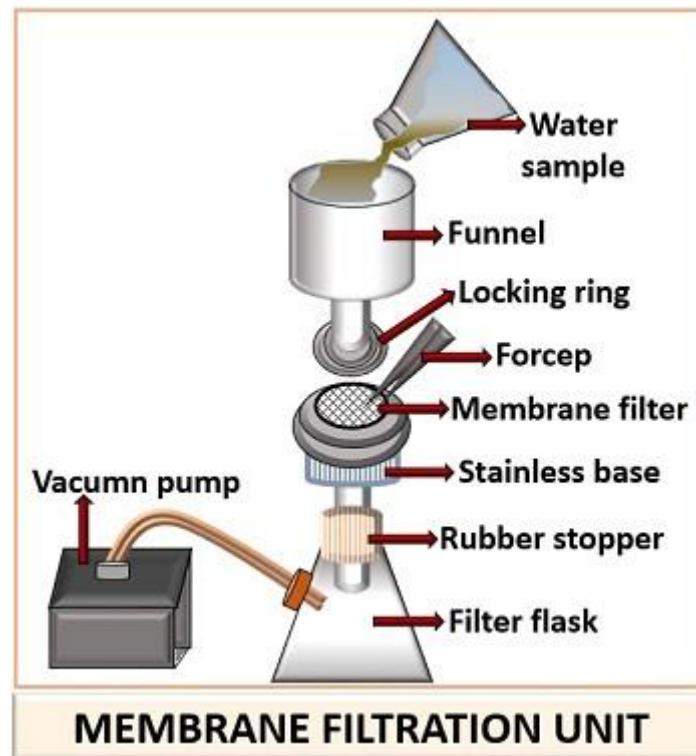 Water
sample
Funnel
Locking ring
Forcep
Membrane filter
Stainless base
Vacumn pump
Rubber stopper
Filter flask
MEMBRANE FILTRATION UNIT